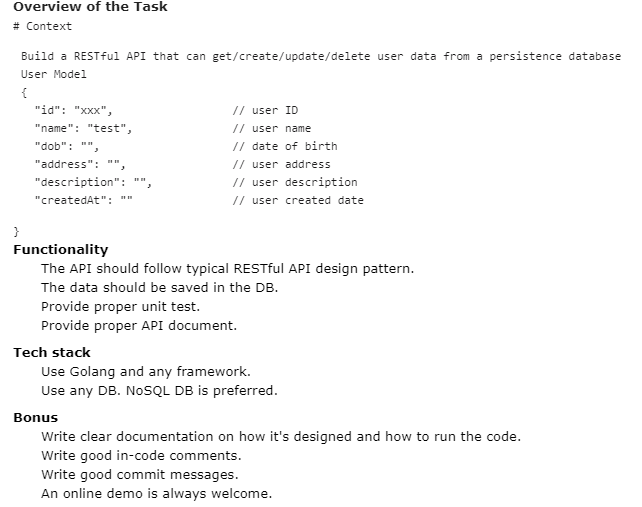 Overview of the Task
# Context
Build a RESTful API that can get/create/update/delete user data from a persistence database
User Model
{
"id": "xxx", // user ID
"name": "test", // user name
"dob": "", // date of birth
"address": "", // user address
"description": "", // user description
"createdAt": "" // user created date
}
Functionality
The API should follow typical RESTful API design pattern.
The data should be saved in the DB.
Provide proper unit test.
Provide proper API document.
Tech stack
Use Golang and any framework.
Use any DB. NoSQL DB is preferred.
Bonus
Write clear documentation on how it's designed and how to run the code.
Write good in-code comments.
Write good commit messages.
An online demo is always welcome.